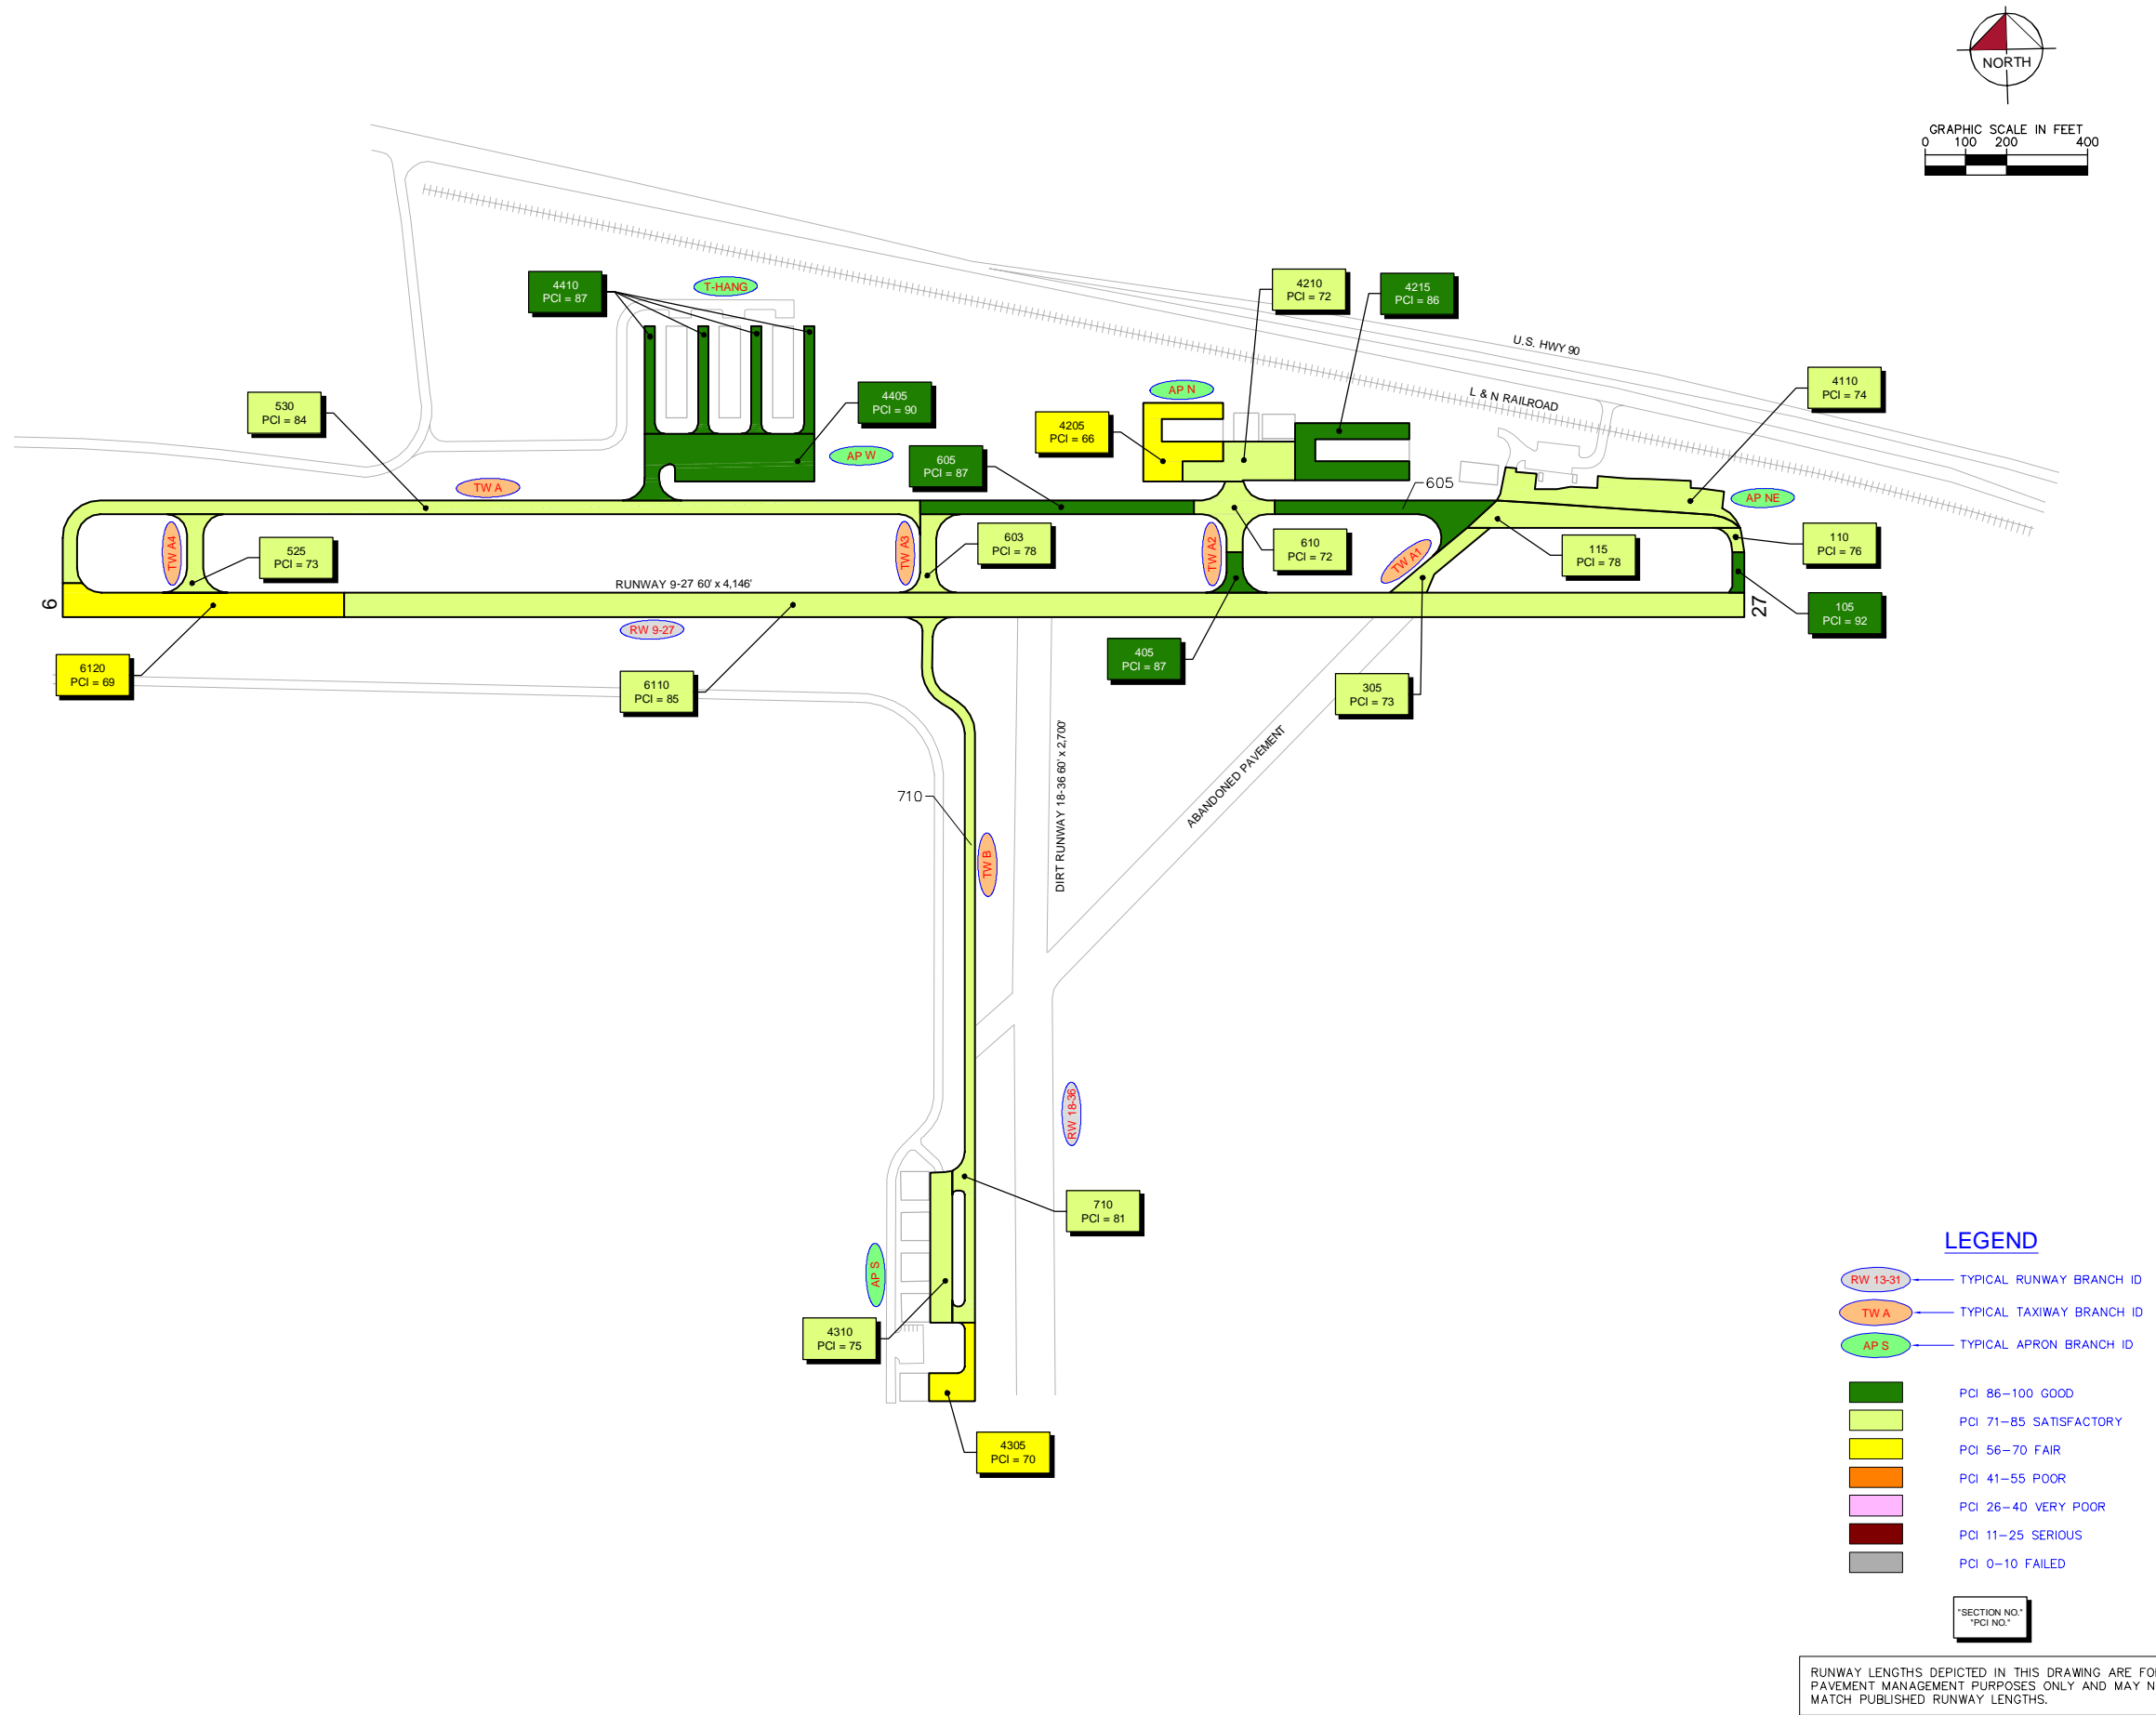 NORTH
GRAPHIC SCALE IN FEET
0 100 200 400
4410
PCI = 87
T-HANG
4210
PCI = 72
4215
PCI = 86
U.S. HWY 90
L & N RAILROAD
4110
PCI = 74
530
PCI = 84
4405
PCI = 90
AP N
4205
PCI = 66
AP W
605
PCI = 87
605
TW A
AP NE
TW A4
525
PCI = 73
TW A3
603
PCI = 78
TW A2
610
PCI = 72
TW A1
115
PCI = 78
110
PCI = 76
RUNWAY 9-27 60' x 4,146'
9
27
105
PCI = 92
RW 9-27
6120
PCI = 69
6110
PCI = 85
405
PCI = 87
305
PCI = 73
DIRT RUNWAY 18-36 60' x 2,700'
ABANDONED PAVEMENT
710
TW B
RW 18-36
710
PCI = 81
AP S
4310
PCI = 75
4305
PCI = 70
LEGEND
RW 13-31 TYPICAL RUNWAY BRANCH ID
TW A TYPICAL TAXIWAY BRANCH ID
AP S TYPICAL APRON BRANCH ID
PCI 86-100 GOOD
PCI 71-85 SATISFACTORY
PCI 56-70 FAIR
PCI 41-55 POOR
PCI 26-40 VERY POOR
PCI 11-25 SERIOUS
PCI 0-10 FAILED
"SECTION NO."
"PCI NO."
RUNWAY LENGTHS DEPICTED IN THIS DRAWING ARE
PAVEMENT MANAGEMENT PURPOSES ONLY AND MAY
MATCH PUBLISHED RUNWAY LENGTHS.